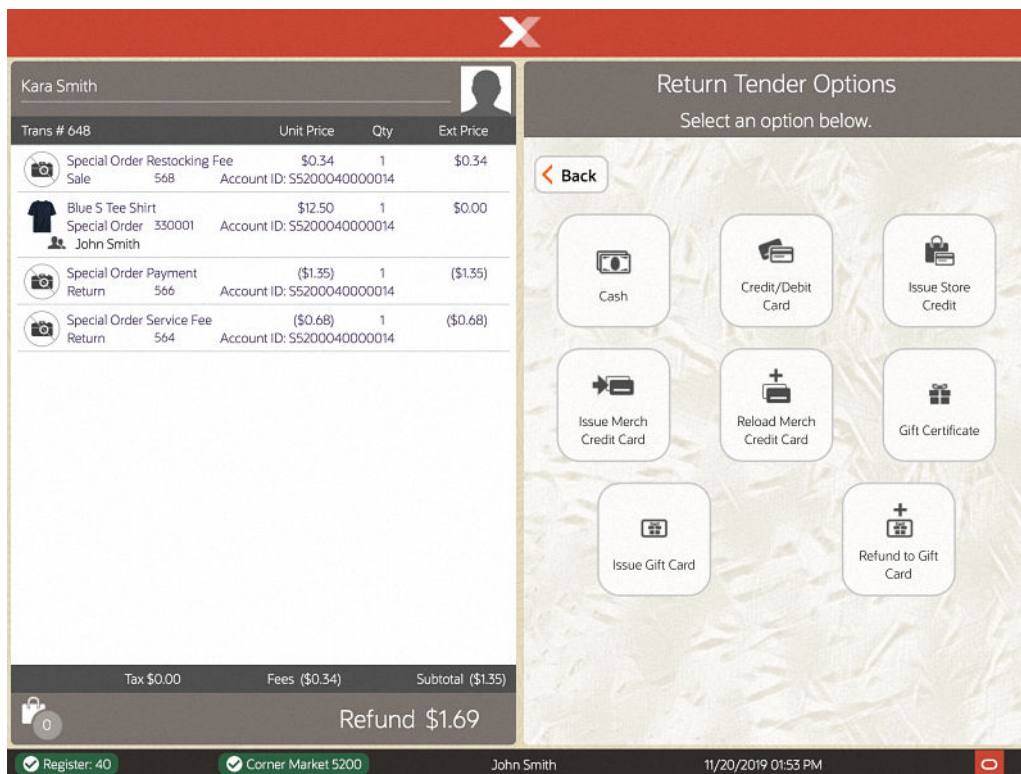 Kara Smith
Trans # 648 Unit Price Qty Ext Price
Special Order Restocking Fee $0.34 1 $0.34
Sale 568 Account ID: S5200040000014
Blue S Tee Shirt $12.50 1 $0.00
Special Order 330001 Account ID: S5200040000014
John Smith
Special Order Payment ($1.35) 1 ($1.35)
Return 566 Account ID: S5200040000014
Special Order Service Fee ($0.68) 1 ($0.68)
Return 564 Account ID: S5200040000014
Tax $0.00 Fees ($0.34) Subtotal ($1.35)
0
Refund $1.69
Return Tender Options
Select an option below.
Back
Cash
Credit/Debit
Card
Issue Store
Credit
Issue Merch
Credit Card
Reload Merch
Credit Card
Gift Certificate
Issue Gift Card
Refund to Gift
Card
Register: 40 Corner Market 5200 John Smith 11/20/2019 01:53 PM